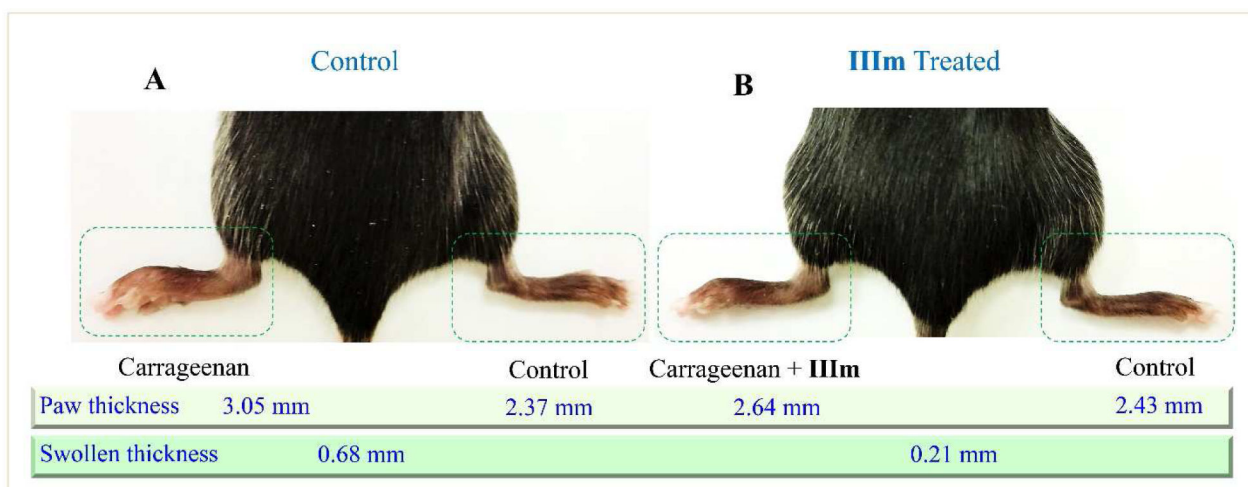 Control
IIIm Treated
A
B
Carrageenan
Control
Carrageenan + IIIm
Control
Paw thickness 3.05 mm 2.37 mm 2.64 mm 2.43 mm
Swollen thickness 0.68 mm 0.21 mm